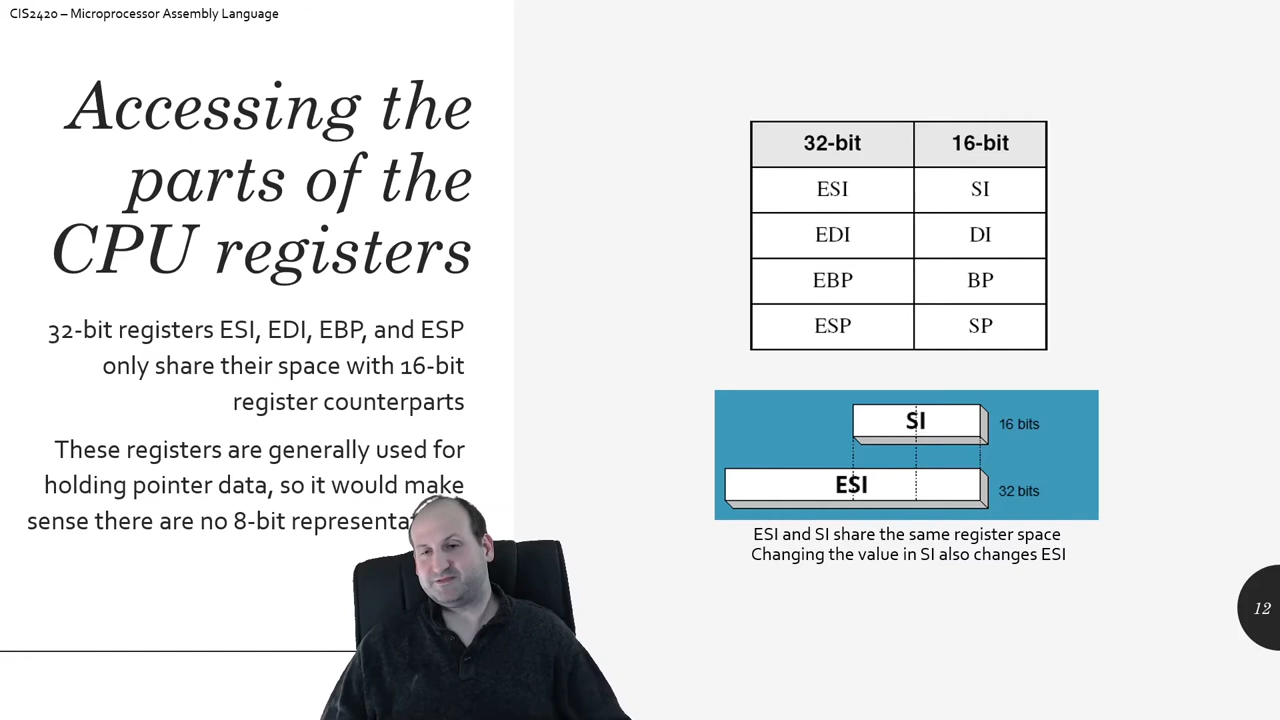 CIS2420 – Microprocessor Assembly Language
Accessing the
parts of the
CPU registers
32-bit registers ESI, EDI, EBP, and ESP
only share their space with 16-bit
register counterparts
These registers are generally used for
holding pointer data, so it would make
sense there are no 8-bit
32-bit 16-bit
ESI SI
EDI DI
EBP BP
ESP SP
SI 16 bits
ESI 32 bits
ESI and SI share the same register space
Changing the value in SI also changes ESI
12